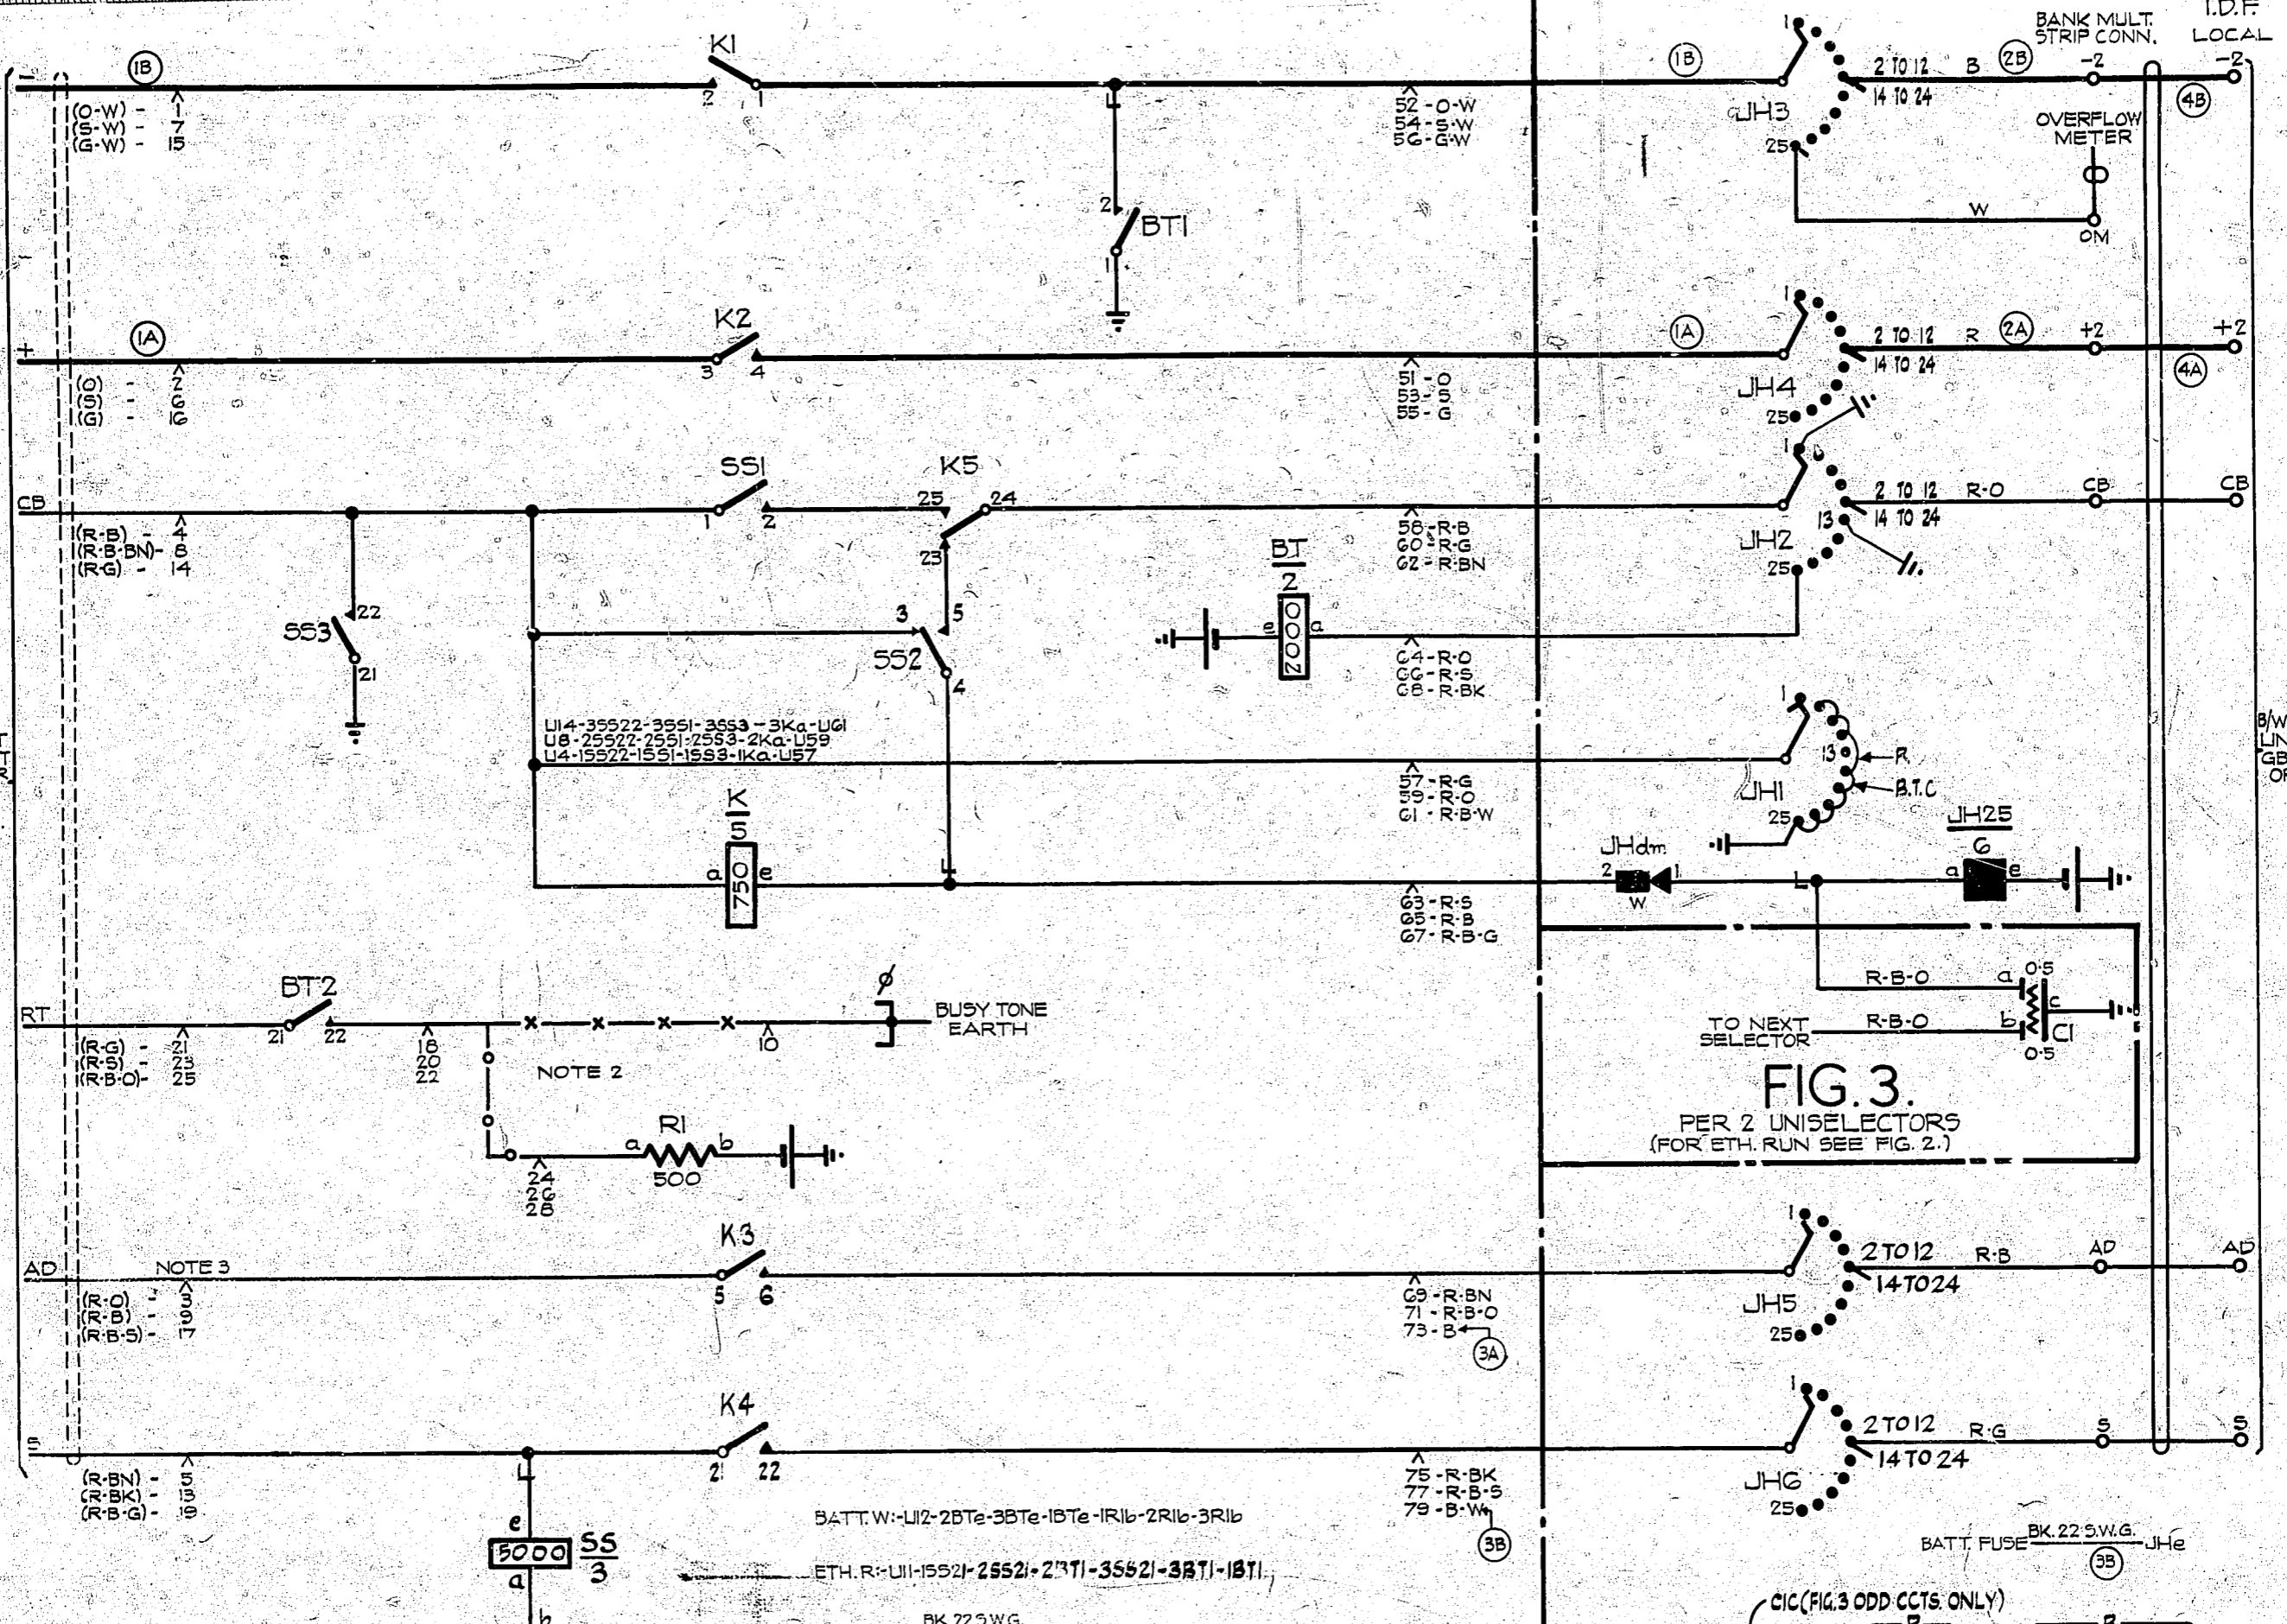 I.D.F.
BANK MULT.
STRIP CONN.
LOCAL
K1
1
- 1B
1B
2 TO 12 B 2B -2 -2
2 1
14 TO 24
4B
(O-W) - 1
(S-W) - 7
(G-W) - 15
52-O-W
54-S-W
56-G-W
JH3
25
OVERFLOW
METER
2
BT1
1
W
OM
K2
1
+ 1A
1A
2 TO 12 R 2A +2 +2
3 4
14 TO 24
4A
(O) - 2
(S) - 6
(G) - 16
51-O
53-S
55-G
JH4
25
SS1
K5
1
CB
1 2
25 24
23
2 TO 12 R-O CB CB
13 14 TO 24
(R-B) - 4
(R-B-BN)- 8
(R-G) - 14
58-R-B
60-R-G
62-R-BN
JH2
25
BT
2
22
SS3
21
3 5
SS2
4
e 2000 a
64-R-O
66-R-S
68-R-BK
U14-3SS22-3SS1-3SS3-3Ka-U61
U8-2SS22-2SS1-2SS3-2Ka-U59
U4-1SS22-1SS1-1SS3-1Ka-U57
1
13
R
B.T.C
57-R-G
59-R-O
61-R-B-W
JH1
25
B/W
K
5
a 750 e
JHdm
2 1
W
JH25
6
a e
63-R-S
65-R-B
67-R-B-G
BT2
RT
21 22
BUSY TONE
EARTH
(R-G) - 21
(R-S) - 23
(R-B-O)- 25
18
20
22
10
NOTE 2
R-B-O a 0·5
c
TO NEXT
SELECTOR
R-B-O b C1
0·5
FIG.3.
PER 2 UNISELECTORS
(FOR ETH. RUN SEE FIG. 2.)
R1
a b
500
24
26
28
K3
AD NOTE 3
5 6
(R-O) - 3
(R-B) - 9
(R-B-S)- 17
69-R-BN
71-R-B-O
73-B
3A
1
2 TO 12 R-B AD AD
14 TO 24
JH5
25
K4
S
21 22
(R-BN) - 5
(R-BK) - 13
(R-B-G)- 19
75-R-BK
77-R-B-S
79-B-W
3B
1
2 TO 12 R-G S S
14 TO 24
JH6
25
e
5000 SS
3
a
b
BATT. W:-U12-2BTe-3BTe-1BTe-1R1b-2R1b-3R1b
ETH. R:-U11-1SS21-2SS21-2BT1-3SS21-3BT1-1BT1
BK.22 S.W.G.
BATT. FUSE BK. 22 S.W.G. JHe
3B
C1C (FIG.3 ODD CCTS. ONLY)